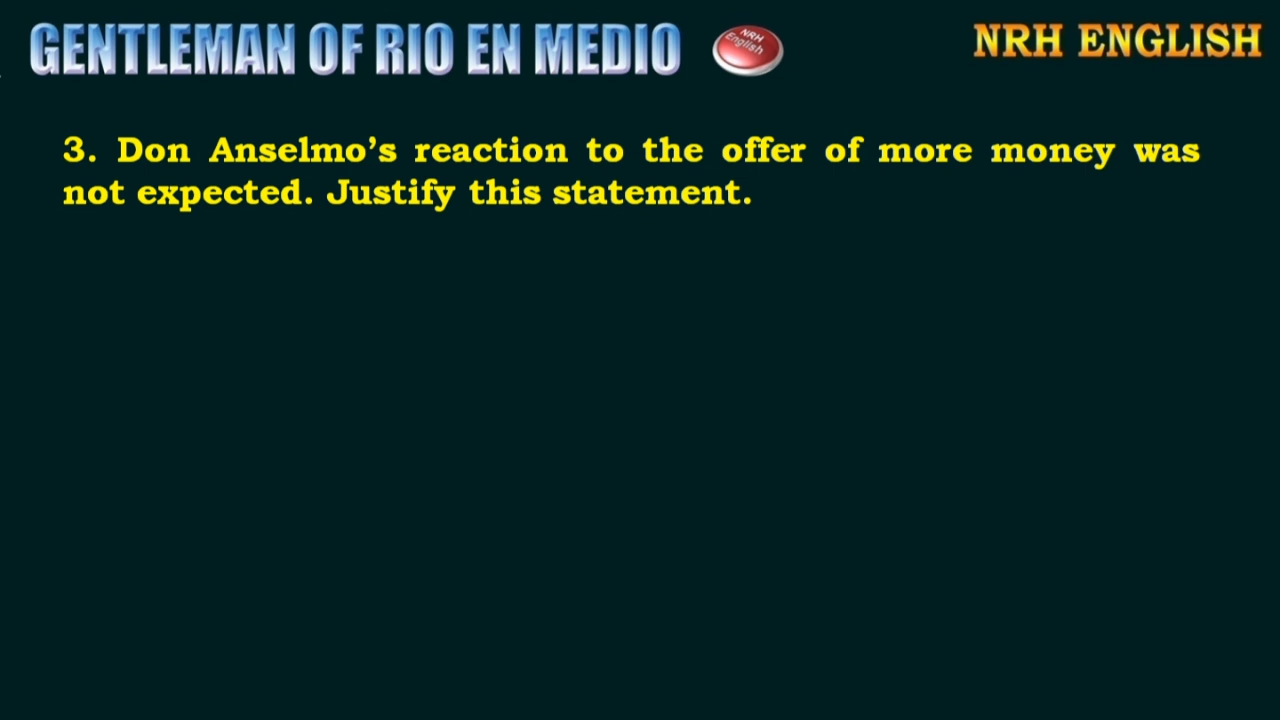 GENTLEMAN OF RIO EN MEDIO
NRH English
NRH ENGLISH
3. Don Anselmo’s reaction to the offer of more money was
not expected. Justify this statement.